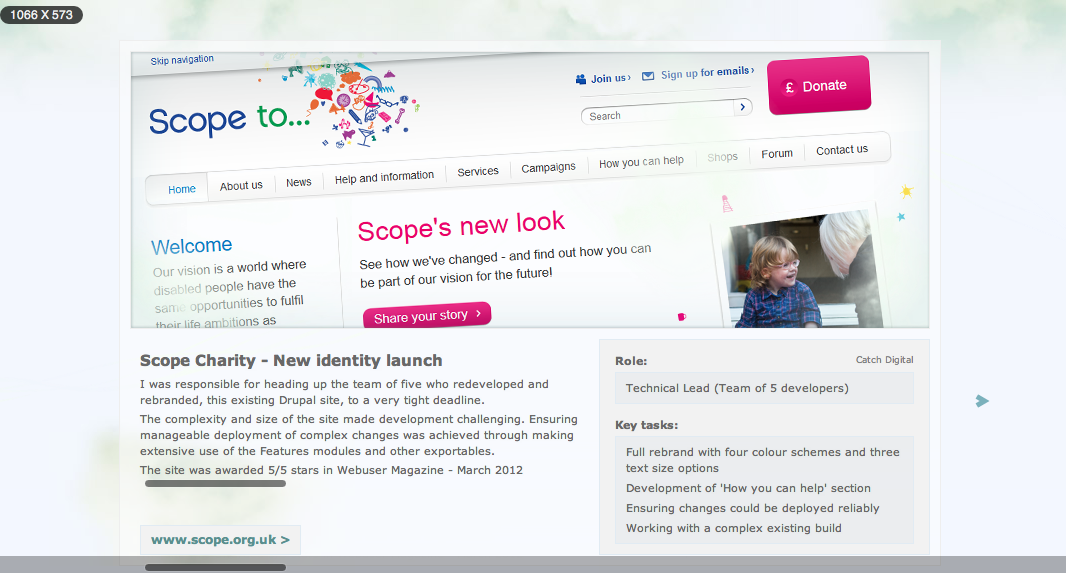 1066 X 573
Skip navigation
Join us ›
Sign up for emails ›
£ Donate
Scope to...
Search
Home
About us
News
Help and information
Services
Campaigns
How you can help
Shops
Forum
Contact us
Welcome
Our vision is a world where
disabled people have the
same opportunities to fulfil
their life ambitions as
Scope's new look
See how we've changed - and find out how you can
be part of our vision for the future!
Share your story ›
Scope Charity - New identity launch
I was responsible for heading up the team of five who redeveloped and
rebranded, this existing Drupal site, to a very tight deadline.
The complexity and size of the site made development challenging. Ensuring
manageable deployment of complex changes was achieved through making
extensive use of the Features modules and other exportables.
The site was awarded 5/5 stars in Webuser Magazine - March 2012
www.scope.org.uk >
Role:
Catch Digital
Technical Lead (Team of 5 developers)
Key tasks:
Full rebrand with four colour schemes and three
text size options
Development of 'How you can help' section
Ensuring changes could be deployed reliably
Working with a complex existing build